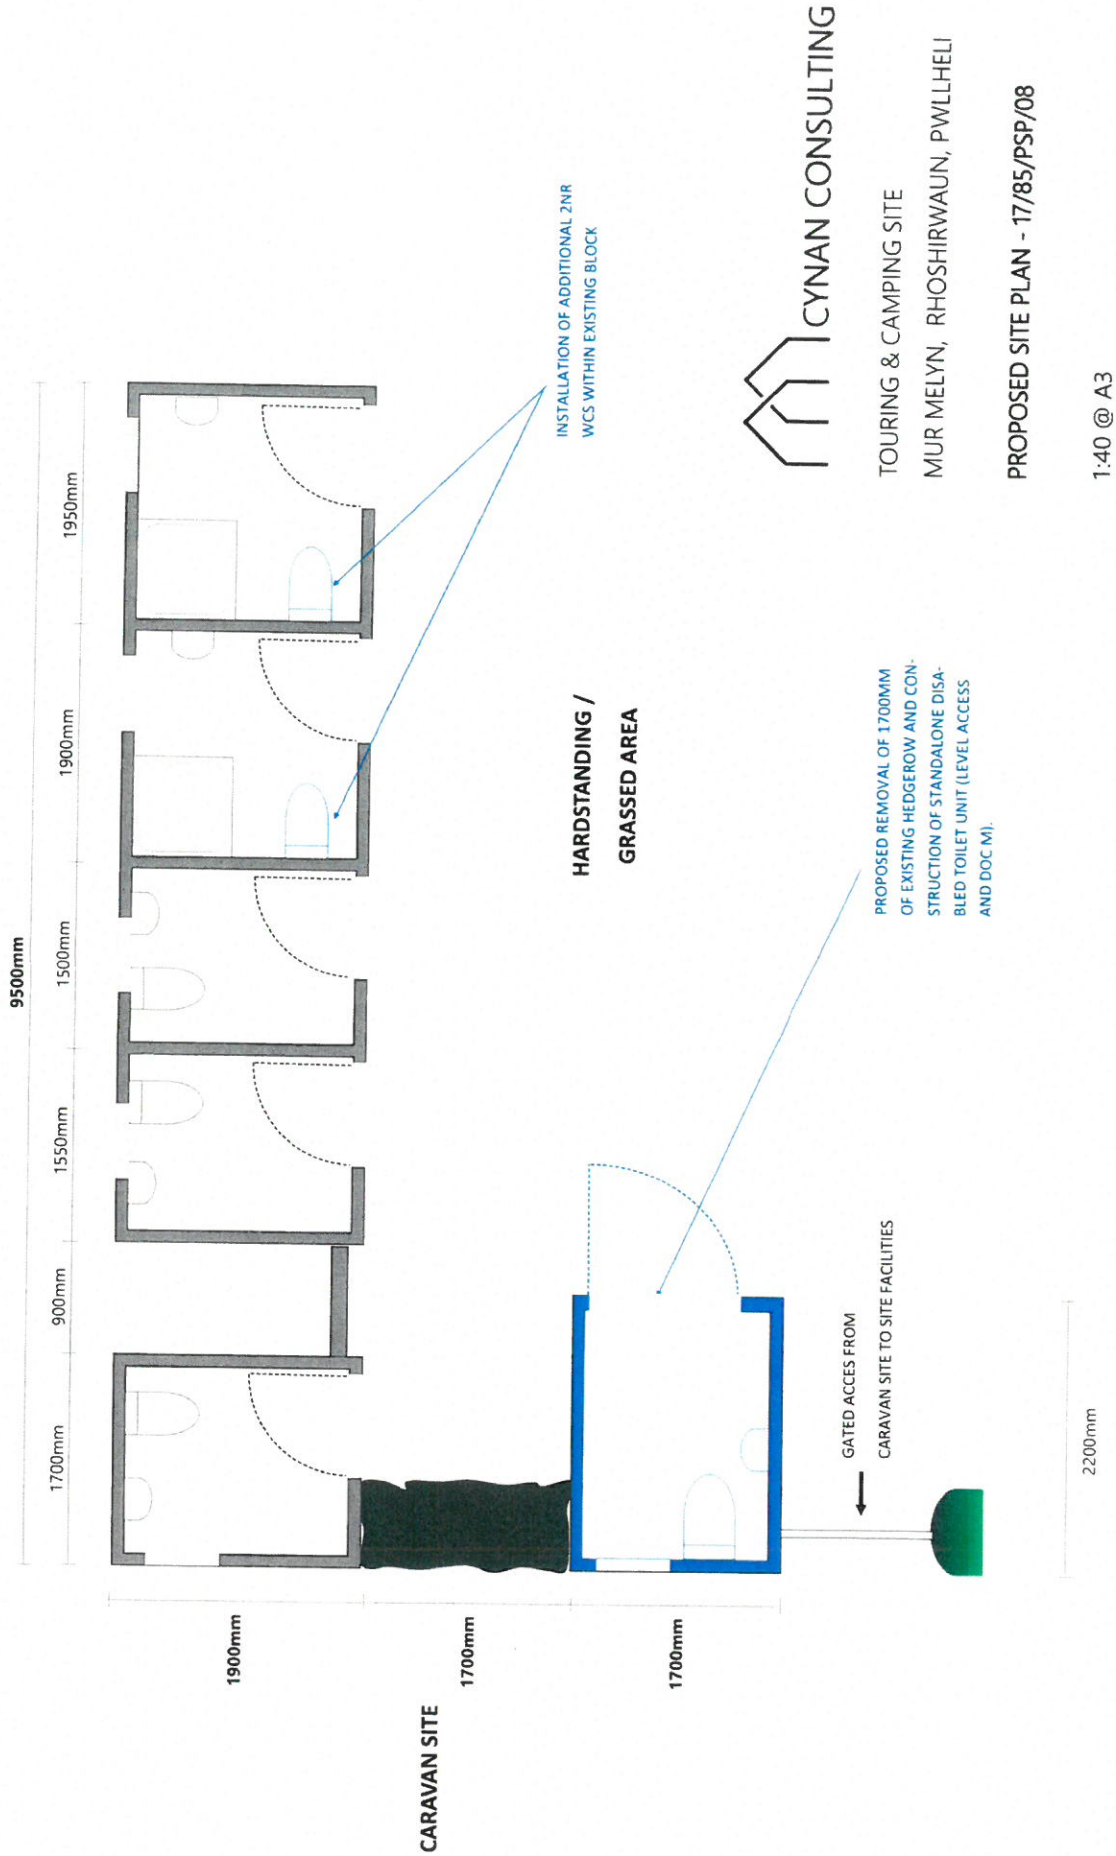 9500mm
1700mm
900mm
1550mm
1500mm
1900mm
1950mm
1900mm
1700mm
1700mm
CARAVAN SITE
INSTALLATION OF ADDITIONAL 2NR
WCS WITHIN EXISTING BLOCK
HARDSTANDING /
GRASSED AREA
PROPOSED REMOVAL OF 1700MM
OF EXISTING HEDGEROW AND CON-
STRUCTION OF STANDALONE DISA-
BLED TOILET UNIT (LEVEL ACCESS
AND DOC M).
GATED ACCES FROM
CARAVAN SITE TO SITE FACILITIES
2200mm
CYNAN CONSULTING
TOURING & CAMPING SITE
MUR MELYN, RHOSHIRWAUN, PWLLHELI
PROPOSED SITE PLAN - 17/85/PSP/08
1:40 @ A3